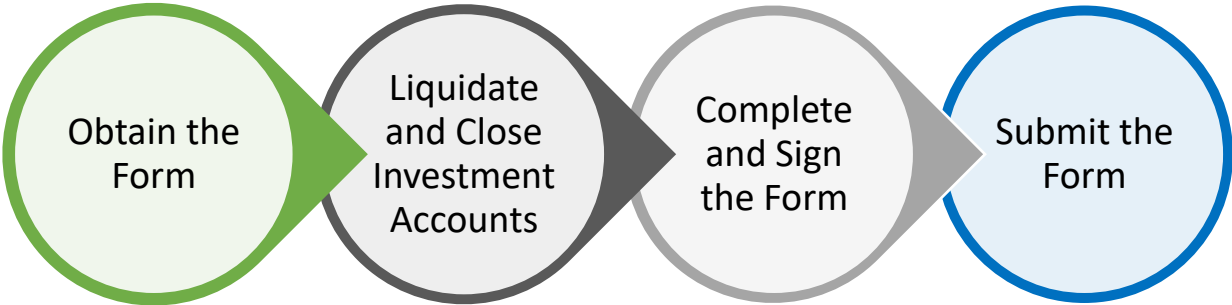 Obtain the
Form
Liquidate
and Close
Investment
Accounts
Complete
and Sign
the Form
Submit the
Form